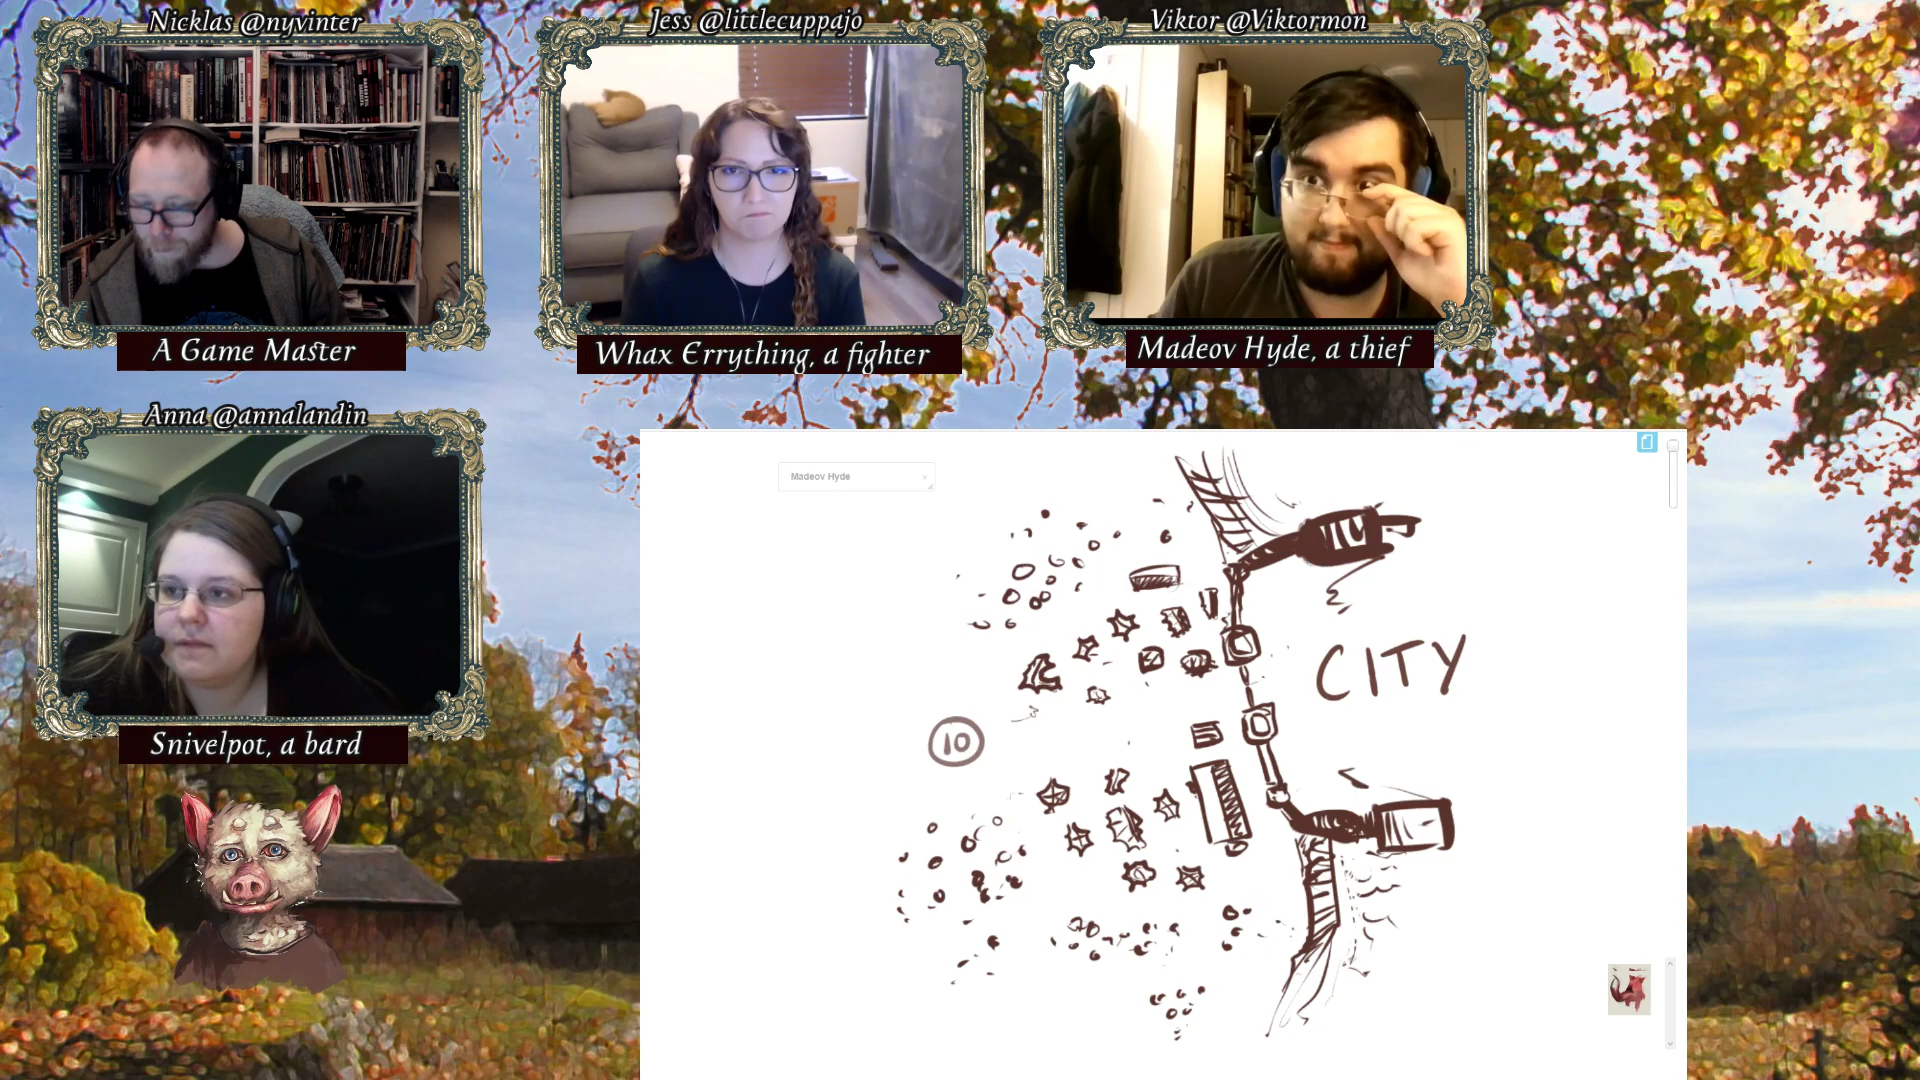 Nicklas @nyvinter
Jess @littlecuppajo
Viktor @Viktormon
A Game Master
Whax Errything, a fighter
Madeov Hyde, a thief
Anna @annalandin
Snivelpot, a bard
Madeov Hyde
CITY
10